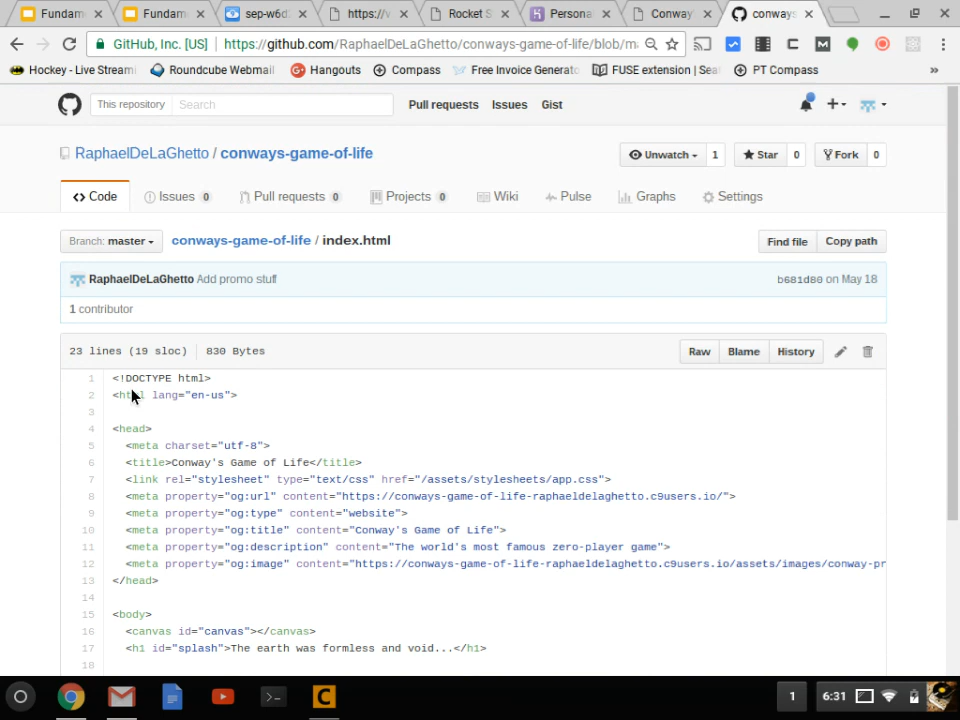 Fundam
Fundam
sep-w6d
https://v
Rocket S
Persona
Conway
conways
GitHub, Inc. [US]
https://github.com/RaphaelDeLaGhetto/conways-game-of-life/blob/ma
Hockey - Live Streami
Roundcube Webmail
Hangouts
Compass
Free Invoice Generato
FUSE extension | Sea
PT Compass
»
This repository
Search
Pull requests
Issues
Gist
RaphaelDeLaGhetto / conways-game-of-life
Unwatch
1
Star
0
Fork
0
<> Code
Issues 0
Pull requests 0
Projects 0
Wiki
Pulse
Graphs
Settings
Branch: master
conways-game-of-life / index.html
Find file
Copy path
RaphaelDeLaGhetto Add promo stuff
b681d80 on May 18
1 contributor
23 lines (19 sloc)
830 Bytes
Raw
Blame
History
1 <!DOCTYPE html>
2 <html lang="en-us">
3
4 <head>
5 <meta charset="utf-8">
6 <title>Conway's Game of Life</title>
7 <link rel="stylesheet" type="text/css" href="/assets/stylesheets/app.css">
8 <meta property="og:url" content="https://conways-game-of-life-raphaeldelaghetto.c9users.io/">
9 <meta property="og:type" content="website">
10 <meta property="og:title" content="Conway's Game of Life">
11 <meta property="og:description" content="The world's most famous zero-player game">
12 <meta property="og:image" content="https://conways-game-of-life-raphaeldelaghetto.c9users.io/assets/images/conway-pr
13 </head>
14
15 <body>
16 <canvas id="canvas"></canvas>
17 <h1 id="splash">The earth was formless and void...</h1>
18
1
6:31